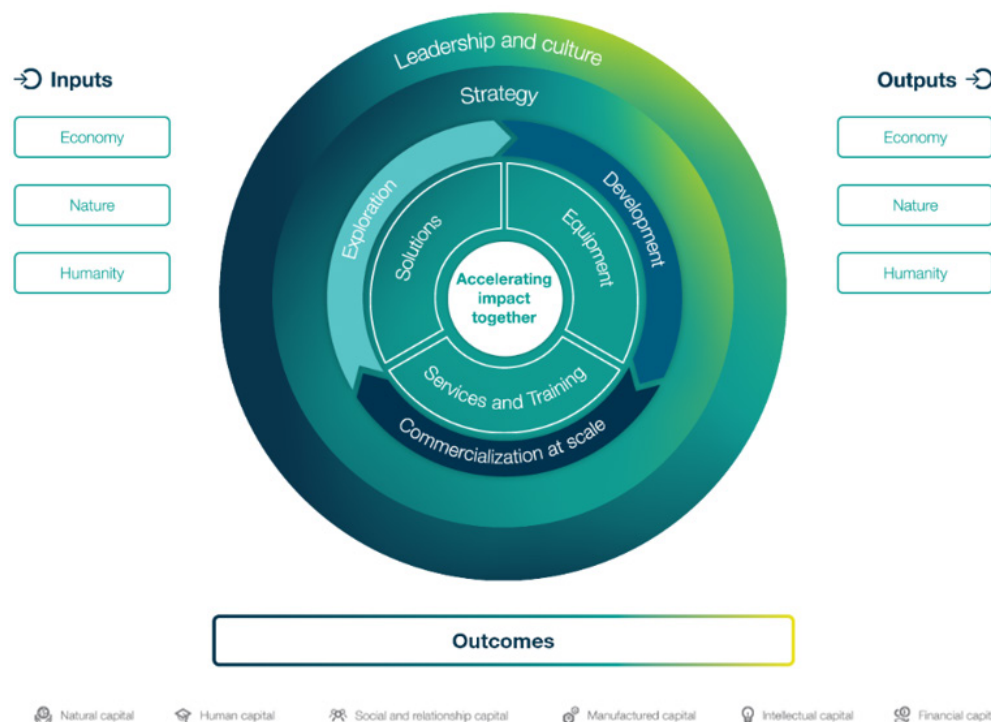 Leadership and culture
Inputs
Outputs
Strategy
Economy
Economy
Exploration
Development
Solutions
Equipment
Nature
Nature
Humanity
Humanity
Accelerating
impact
together
Services and Training
Commercialization at scale
Outcomes
Natural capital
Human capital
Social and relationship capital
Manufactured capital
Intellectual capital
Financial capit